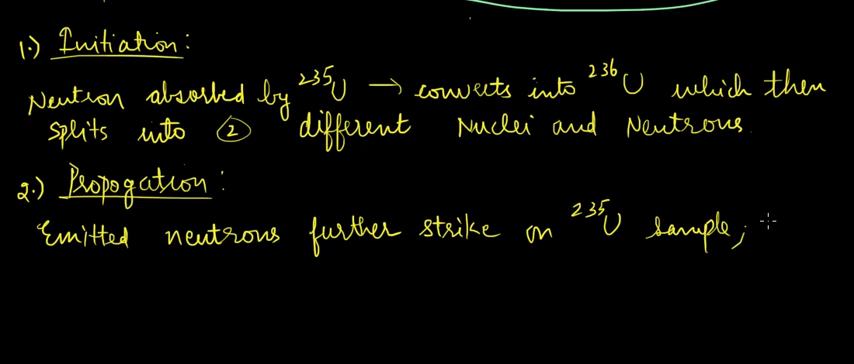 1.) Initiation:
Neutron absorbed by ²³⁵U → converts into ²³⁶U which then
splits into ② different Nuclei and Neutrons.
2.) Propogation:
Emitted neutrons further strike on ²³⁵U sample;